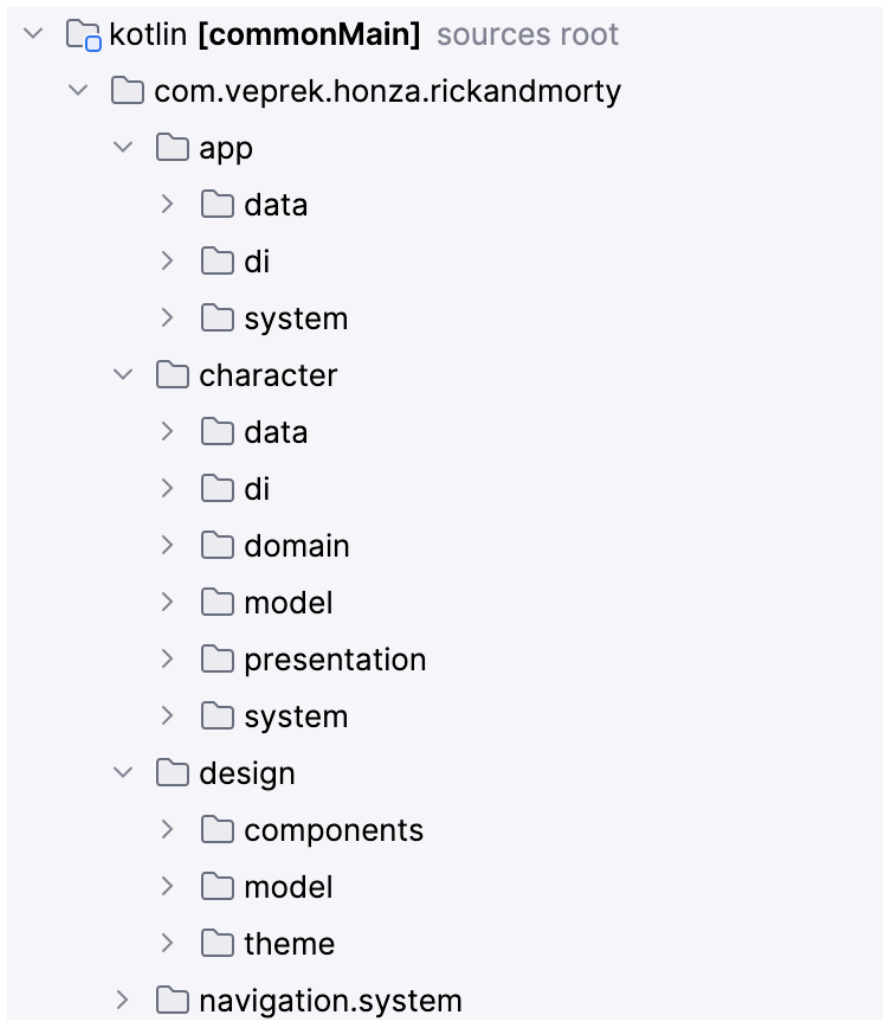 kotlin [commonMain] sources root
com.veprek.honza.rickandmorty
app
data
di
system
character
data
di
domain
model
presentation
system
design
components
model
theme
navigation.system